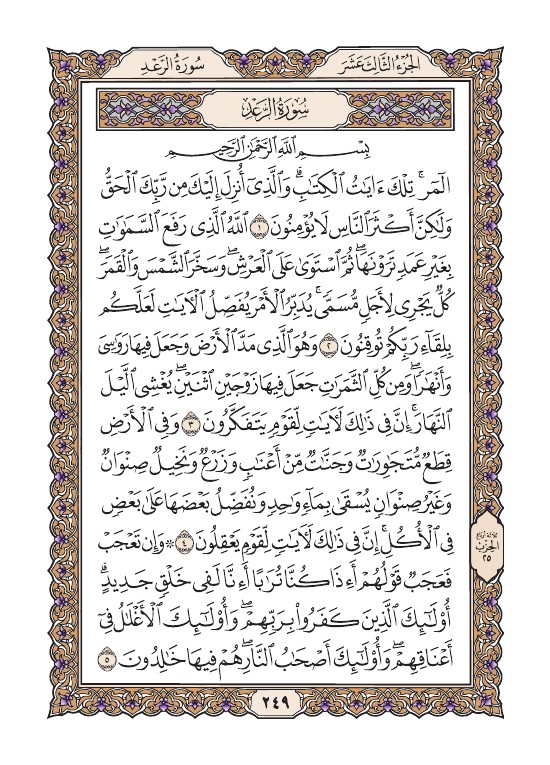 سُورَةُ الرَّعْدِ
الجُزْءُ الثَّالِثَ عَشَرَ
سُورَةُ الرَّعْدِ
بِسْمِ ٱللَّهِ ٱلرَّحْمَٰنِ ٱلرَّحِيمِ
الٓمٓرۚ تِلْكَ ءَايَٰتُ ٱلْكِتَٰبِۗ وَٱلَّذِىٓ أُنزِلَ إِلَيْكَ مِن رَّبِّكَ ٱلْحَقُّ
وَلَٰكِنَّ أَكْثَرَ ٱلنَّاسِ لَا يُؤْمِنُونَ ١ ٱللَّهُ ٱلَّذِى رَفَعَ ٱلسَّمَٰوَٰتِ
بِغَيْرِ عَمَدٍ تَرَوْنَهَاۖ ثُمَّ ٱسْتَوَىٰ عَلَى ٱلْعَرْشِۖ وَسَخَّرَ ٱلشَّمْسَ وَٱلْقَمَرَۖ
كُلٌّ يَجْرِى لِأَجَلٍ مُّسَمًّىۚ يُدَبِّرُ ٱلْأَمْرَ يُفَصِّلُ ٱلْءَايَٰتِ لَعَلَّكُم
بِلِقَآءِ رَبِّكُمْ تُوقِنُونَ ٢ وَهُوَ ٱلَّذِى مَدَّ ٱلْأَرْضَ وَجَعَلَ فِيهَا رَوَٰسِىَ
وَأَنْهَٰرًاۖ وَمِن كُلِّ ٱلثَّمَرَٰتِ جَعَلَ فِيهَا زَوْجَيْنِ ٱثْنَيْنِۖ يُغْشِى ٱلَّيْلَ
ٱلنَّهَارَۚ إِنَّ فِى ذَٰلِكَ لَءَايَٰتٍ لِّقَوْمٍ يَتَفَكَّرُونَ ٣ وَفِى ٱلْأَرْضِ
قِطَعٌ مُّتَجَٰوِرَٰتٌ وَجَنَّٰتٌ مِّنْ أَعْنَٰبٍ وَزَرْعٌ وَنَخِيلٌ صِنْوَانٌ
وَغَيْرُ صِنْوَانٍ يُسْقَىٰ بِمَآءٍ وَٰحِدٍ وَنُفَضِّلُ بَعْضَهَا عَلَىٰ بَعْضٍ
فِى ٱلْأُكُلِۚ إِنَّ فِى ذَٰلِكَ لَءَايَٰتٍ لِّقَوْمٍ يَعْقِلُونَ ٤ ۞ وَإِن تَعْجَبْ
فَعَجَبٌ قَوْلُهُمْ أَءِذَا كُنَّا تُرَٰبًا أَءِنَّا لَفِى خَلْقٍ جَدِيدٍۗ
أُو۟لَٰٓئِكَ ٱلَّذِينَ كَفَرُوا۟ بِرَبِّهِمْۖ وَأُو۟لَٰٓئِكَ ٱلْأَغْلَٰلُ فِىٓ
أَعْنَاقِهِمْۖ وَأُو۟لَٰٓئِكَ أَصْحَٰبُ ٱلنَّارِۖ هُمْ فِيهَا خَٰلِدُونَ ٥
ثلاثة أرباع
الحزب
٢٥
٢٤٩